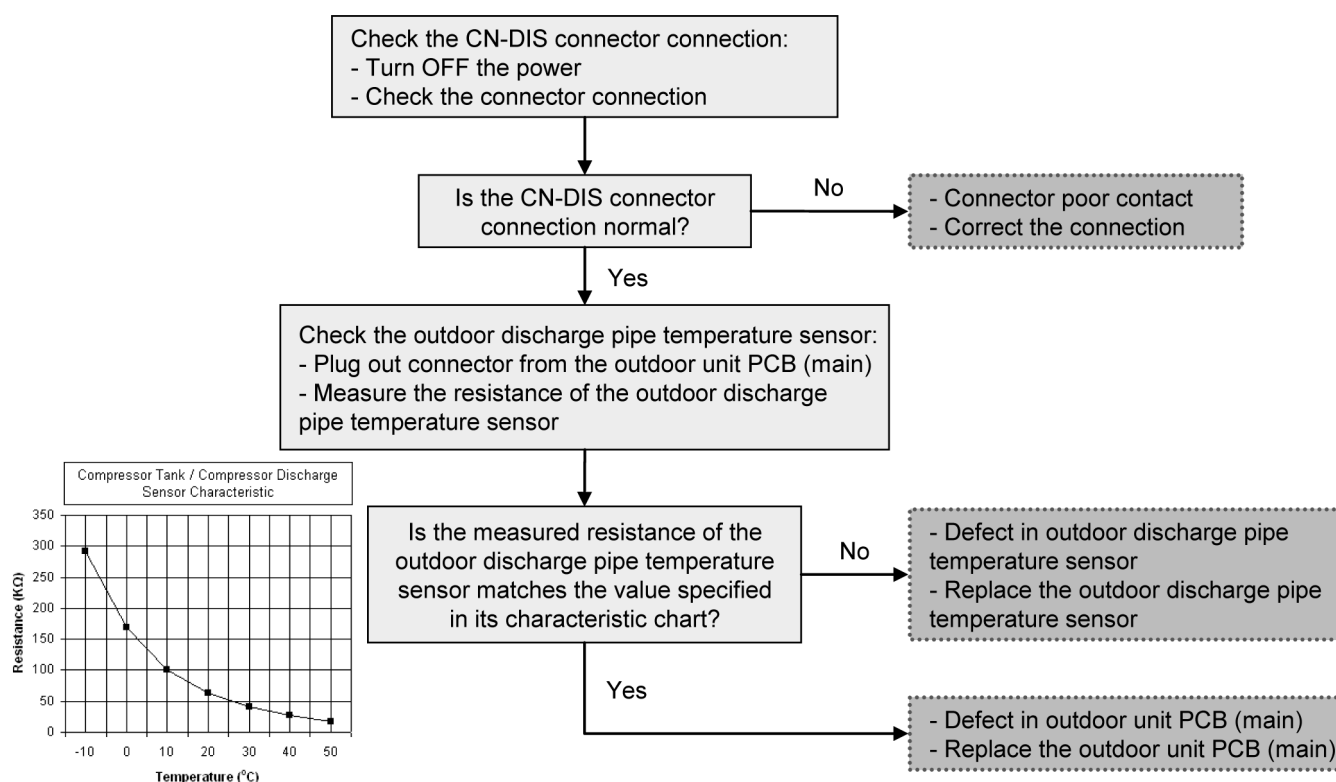 Check the CN-DIS connector connection:
- Turn OFF the power
- Check the connector connection
Is the CN-DIS connector
connection normal?
No
- Connector poor contact
- Correct the connection
Yes
Check the outdoor discharge pipe temperature sensor:
- Plug out connector from the outdoor unit PCB (main)
- Measure the resistance of the outdoor discharge
pipe temperature sensor
Compressor Tank / Compressor Discharge
Sensor Characteristic
Resistance (KΩ)
350
300
250
200
150
100
50
0
-10 0 10 20 30 40 50
Temperature (°C)
Is the measured resistance of the
outdoor discharge pipe temperature
sensor matches the value specified
in its characteristic chart?
No
- Defect in outdoor discharge pipe
temperature sensor
- Replace the outdoor discharge pipe
temperature sensor
Yes
- Defect in outdoor unit PCB (main)
- Replace the outdoor unit PCB (main)